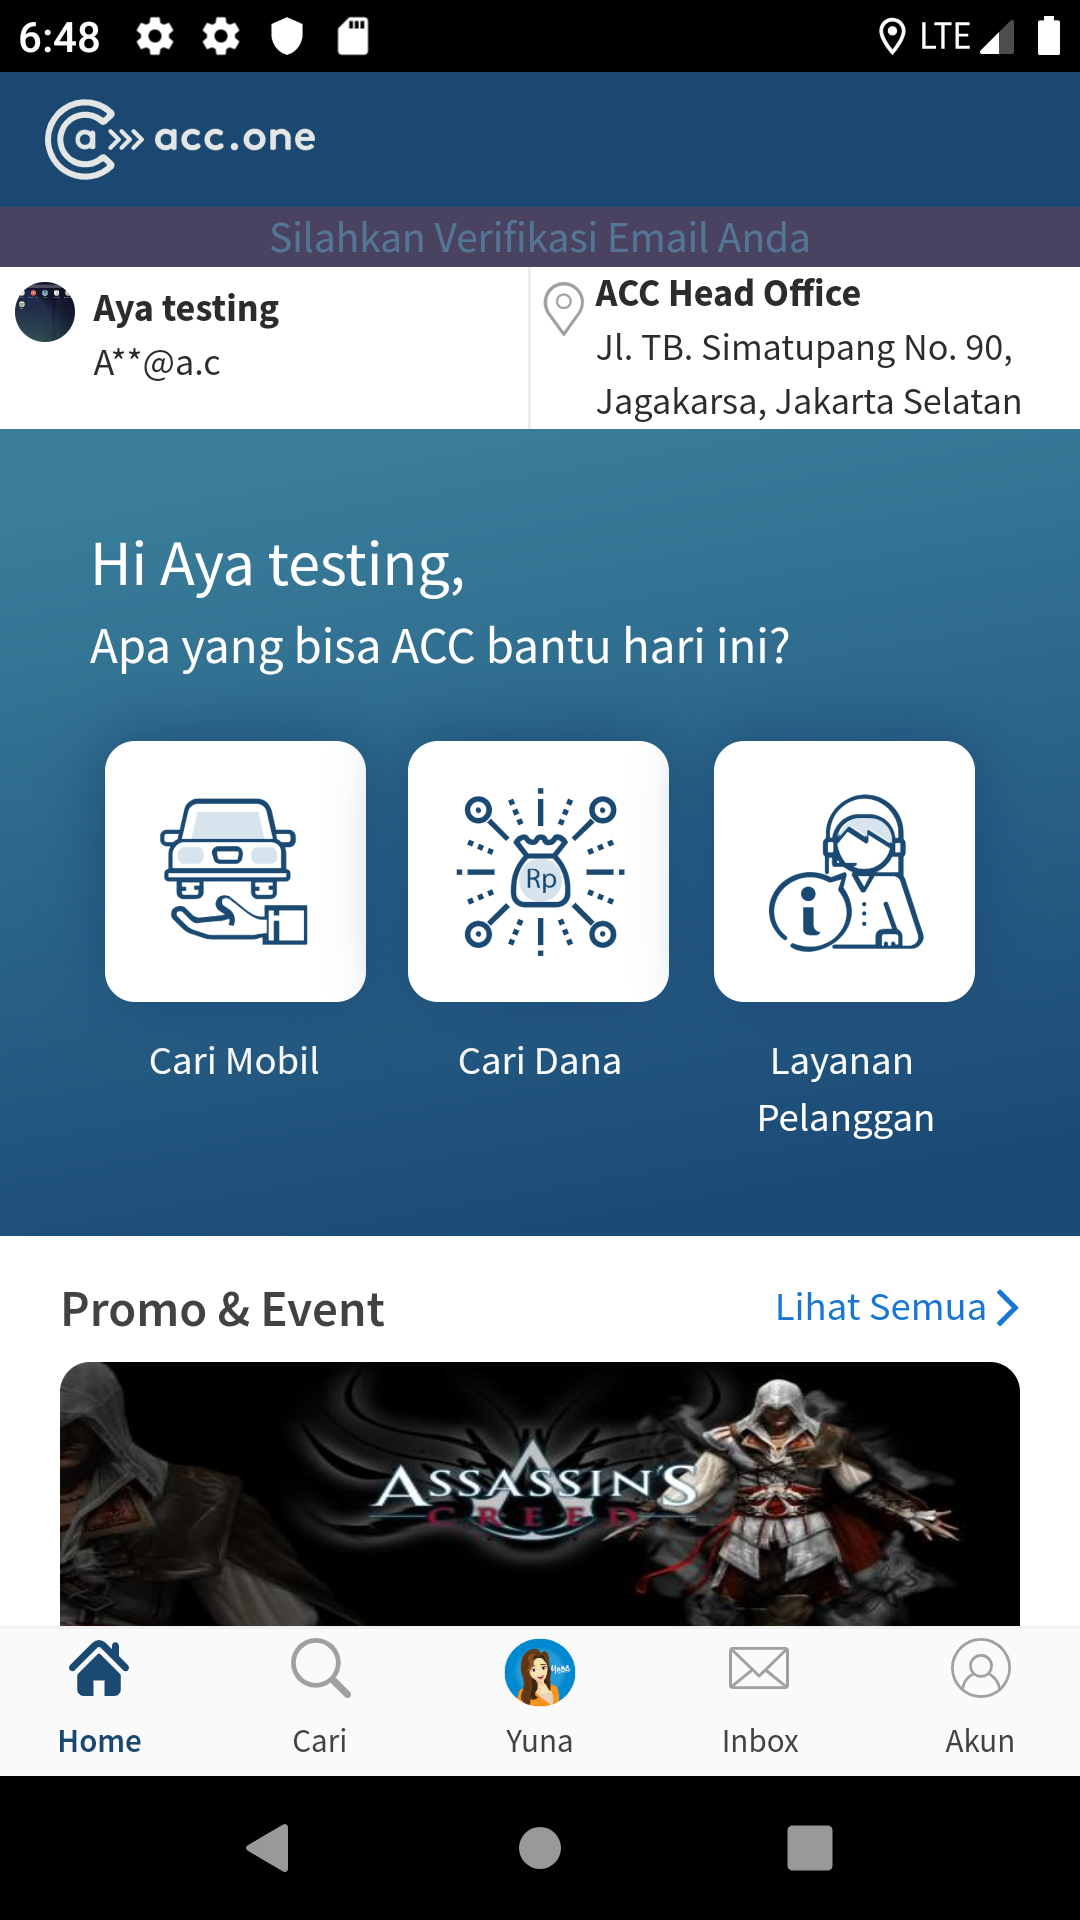 6:48
LTE
a acc.one
Silahkan Verifikasi Email Anda
Aya testing
A**@a.c
ACC Head Office
Jl. TB. Simatupang No. 90,
Jagakarsa, Jakarta Selatan
Hi Aya testing,
Apa yang bisa ACC bantu hari ini?
Rp
i
Cari Mobil
Cari Dana
Layanan
Pelanggan
Promo & Event
Lihat Semua
ASSASSIN'S
CREED
Yuna
Home
Cari
Yuna
Inbox
Akun